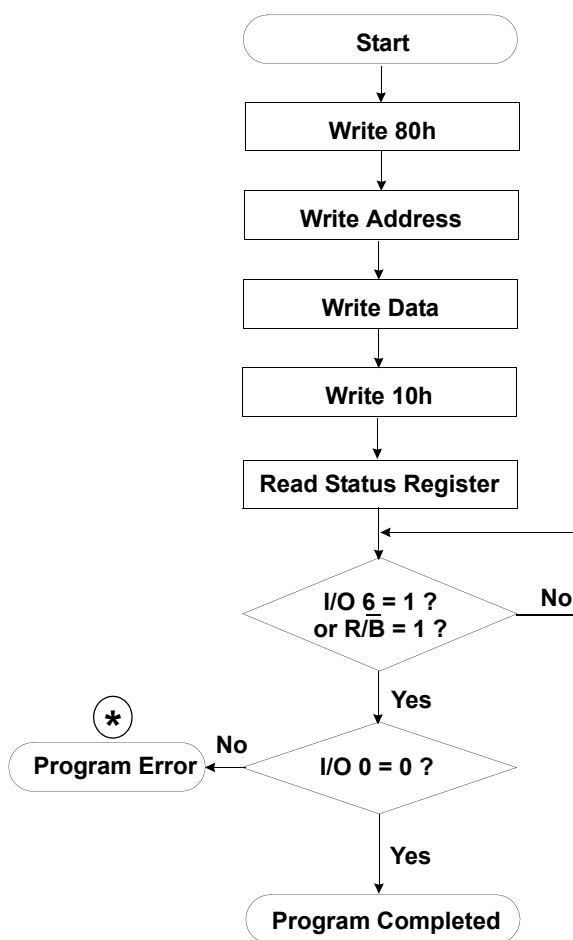 Start
Write 80h
Write Address
Write Data
Write 10h
Read Status Register
I/O 6 = 1 ?
or R/B̅ = 1 ?
No
Yes
*
No
Program Error
I/O 0 = 0 ?
Yes
Program Completed